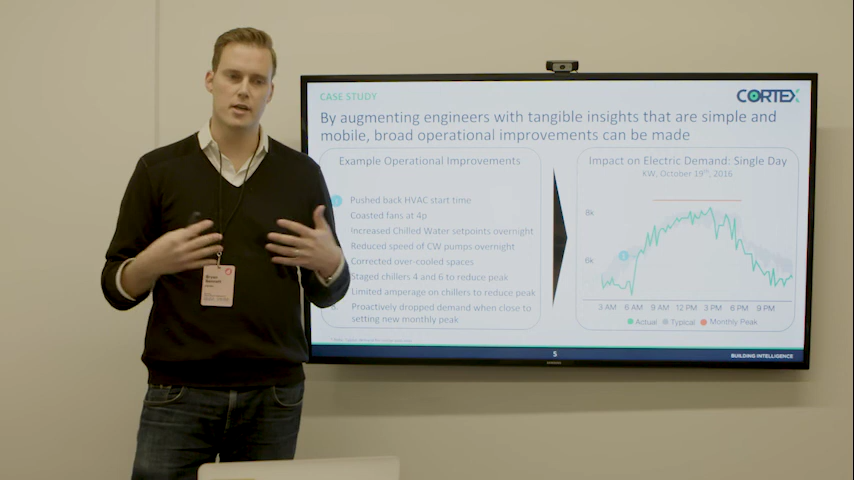 CASE STUDY
CORTEX
By augmenting engineers with tangible insights that are simple and
mobile, broad operational improvements can be made
Example Operational Improvements
1 Pushed back HVAC start time
Coasted fans at 4p
Increased Chilled Water setpoints overnight
Reduced speed of CW pumps overnight
Corrected over-cooled spaces
Staged chillers 4 and 6 to reduce peak
Limited amperage on chillers to reduce peak
Proactively dropped demand when close to
setting new monthly peak
Impact on Electric Demand: Single Day
KW, October 19th, 2016
8k
6k
1
3 AM 6 AM 9 AM 12 PM 3 PM 6 PM 9 PM
Actual Typical Monthly Peak
5
BUILDING INTELLIGENCE